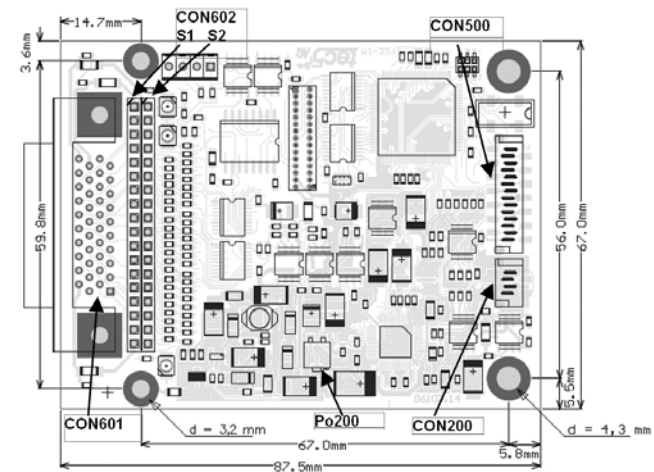 14.7mm
CON602
S1 S2
CON500
3.6mm
tec5
59.8mm
56.0mm
67.0mm
5.5mm
CON601
d = 3,2 mm
Po200
CON200
d = 4,3 mm
67.0mm
5.8mm
87.5mm